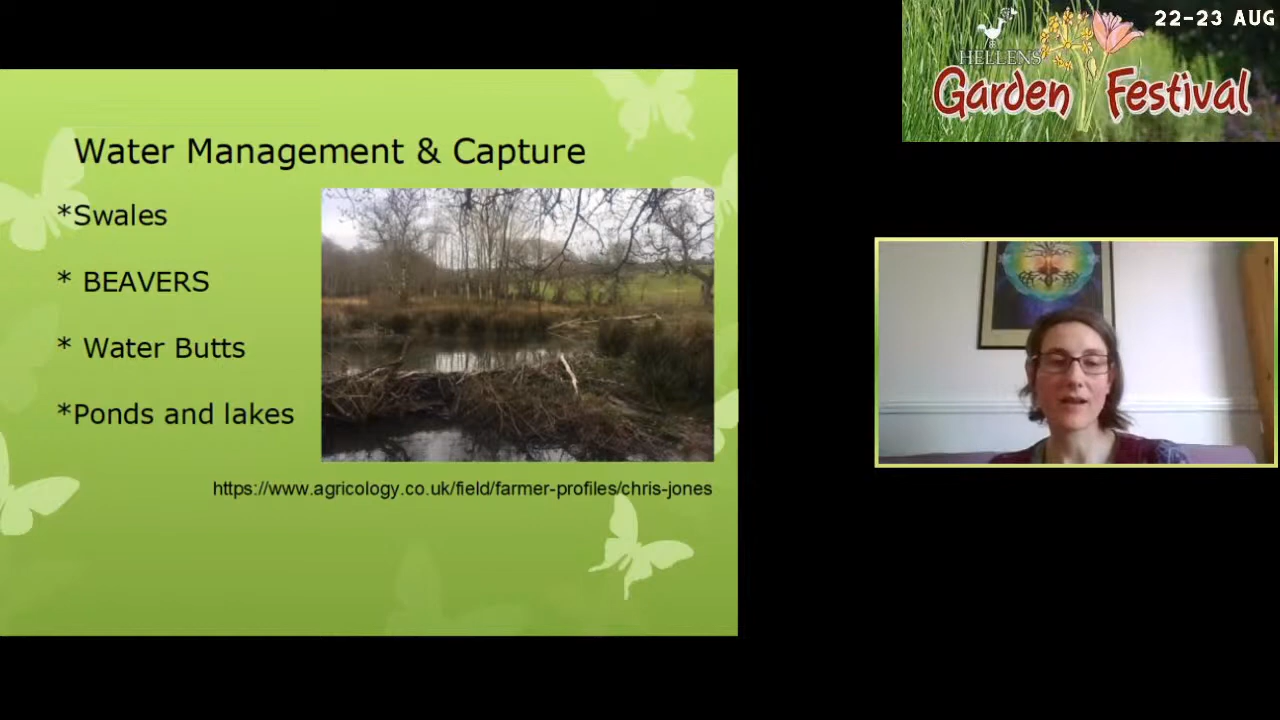 22-23 AUG
HELLENS
Garden Festival
Water Management & Capture
*Swales
* BEAVERS
* Water Butts
*Ponds and lakes
https://www.agricology.co.uk/field/farmer-profiles/chris-jones